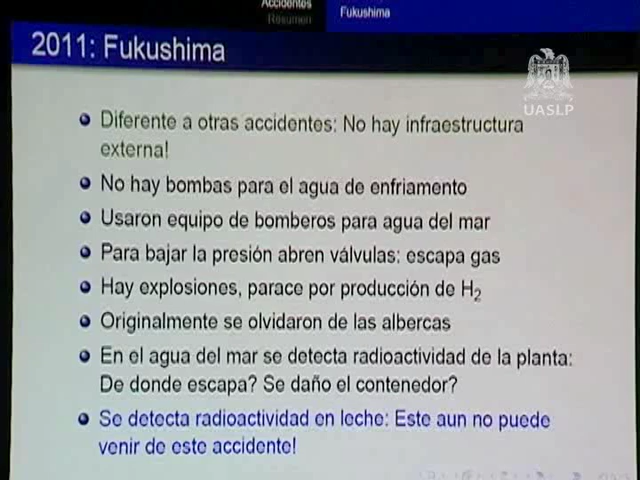 Accidentes
Resumen
Fukushima
2011: Fukushima
UASLP
Diferente a otras accidentes: No hay infraestructura
externa!
No hay bombas para el agua de enfriamento
Usaron equipo de bomberos para agua del mar
Para bajar la presión abren válvulas: escapa gas
Hay explosiones, parace por producción de H₂
Originalmente se olvidaron de las albercas
En el agua del mar se detecta radioactividad de la planta:
De donde escapa? Se daño el contenedor?
Se detecta radioactividad en leche: Este aun no puede
venir de este accidente!